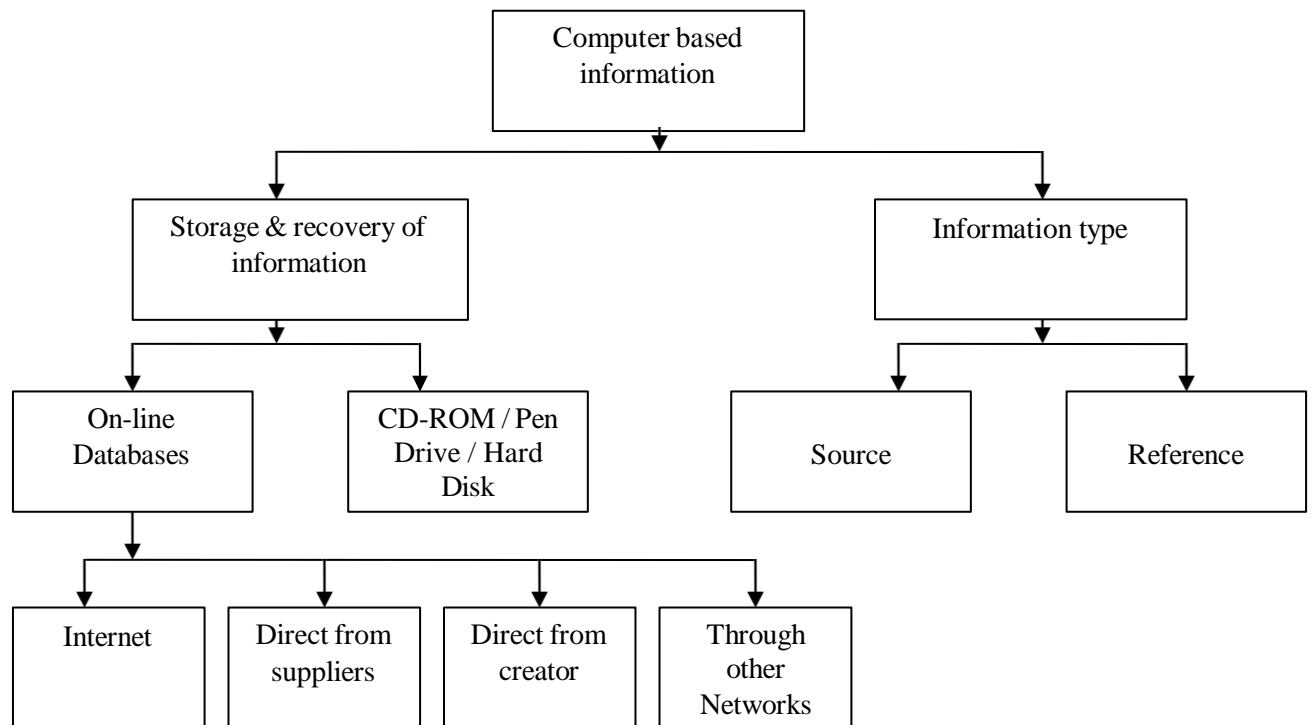 Computer based
information
Storage & recovery of
information
Information type
On-line
Databases
CD-ROM / Pen
Drive / Hard
Disk
Source
Reference
Internet
Direct from
suppliers
Direct from
creator
Through
other
Networks